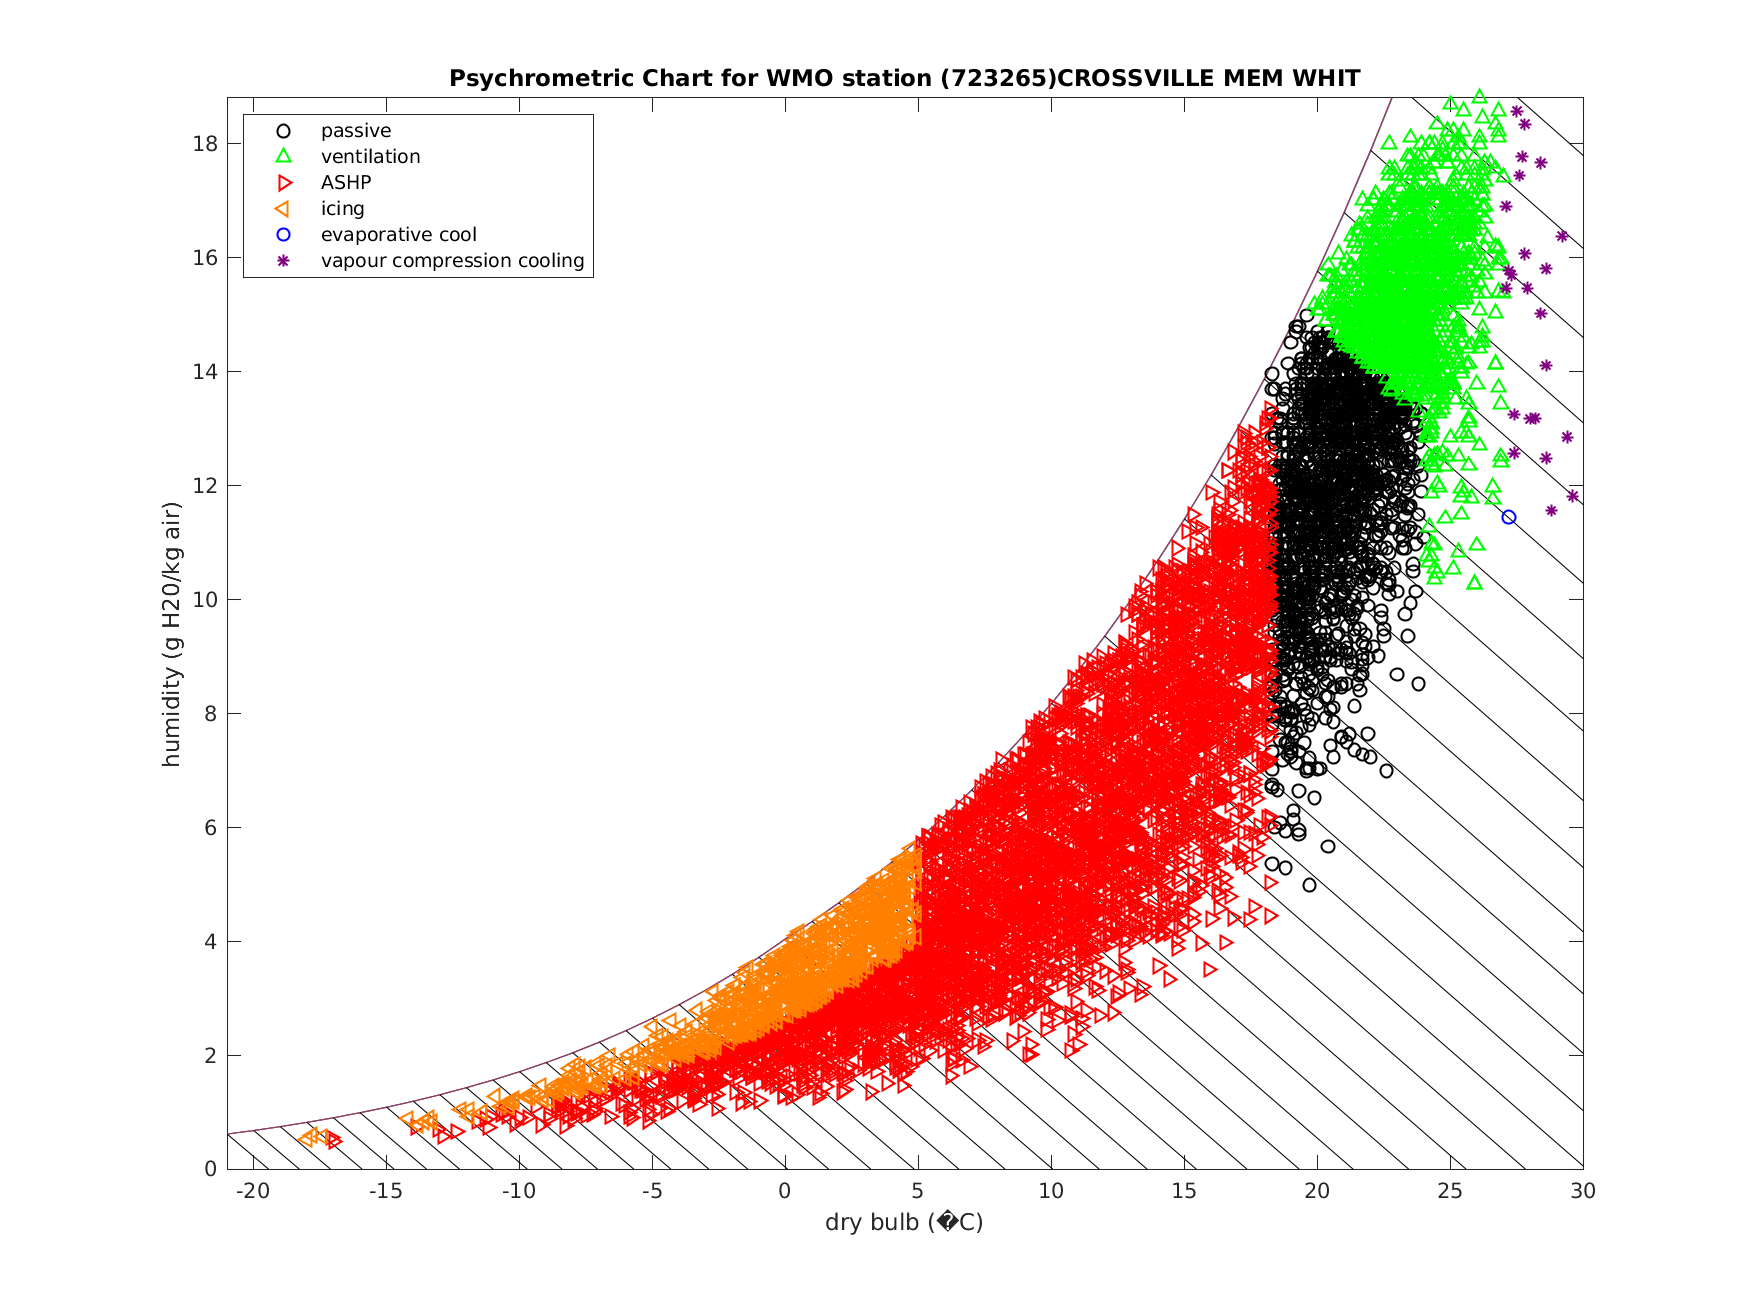 Psychrometric Chart for WMO station (723265)CROSSVILLE MEM WHIT
passive
ventilation
ASHP
icing
evaporative cool
vapour compression cooling
humidity (g H20/kg air)
18
16
14
12
10
8
6
4
2
0
-20 -15 -10 -5 0 5 10 15 20 25 30
dry bulb (�C)